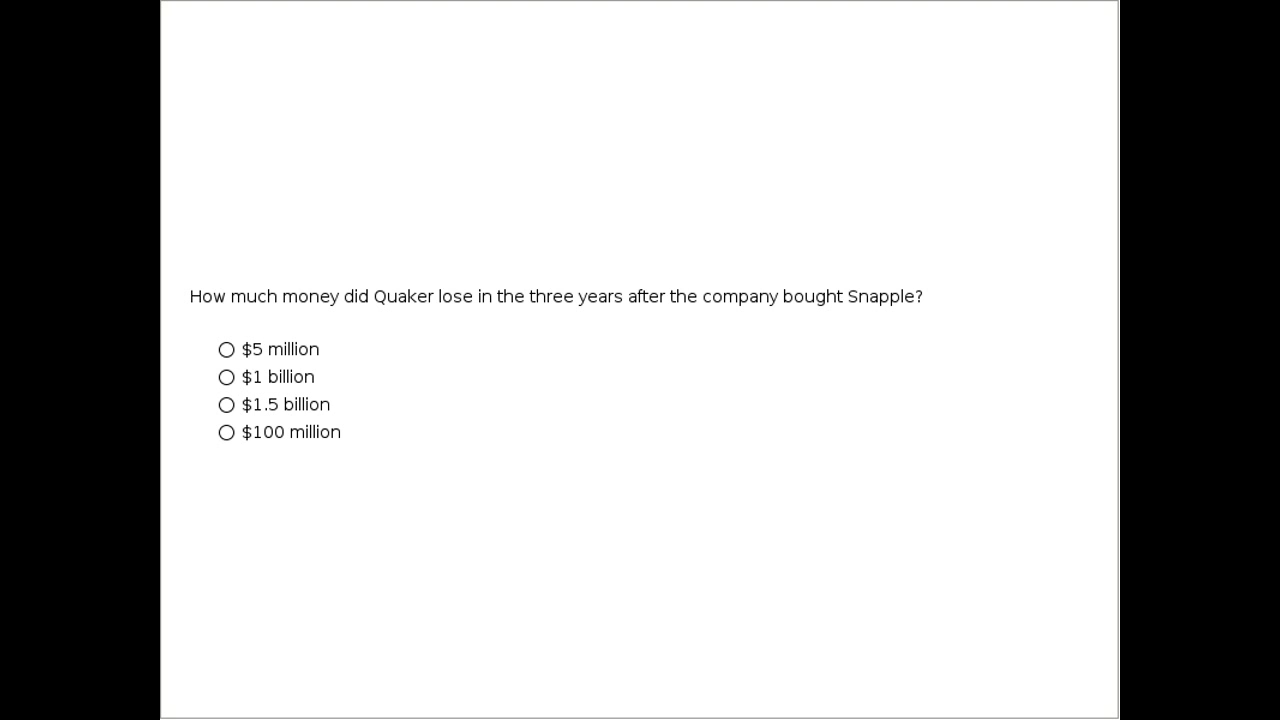 How much money did Quaker lose in the three years after the company bought Snapple?
$5 million
$1 billion
$1.5 billion
$100 million